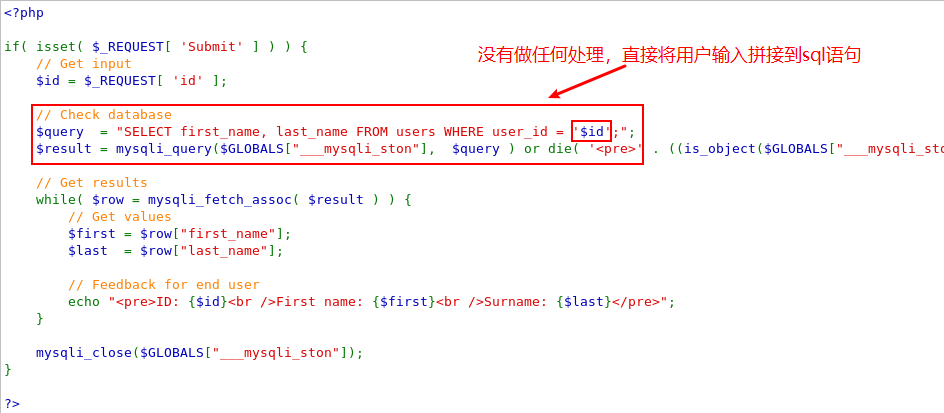 <?php
if( isset( $_REQUEST[ 'Submit' ] ) ) {
没有做任何处理，直接将用户输入拼接到sql语句
// Get input
$id = $_REQUEST[ 'id' ];
// Check database
$query  = "SELECT first_name, last_name FROM users WHERE user_id = '$id';";
$result = mysqli_query($GLOBALS["___mysqli_ston"],  $query ) or die( '<pre>' . ((is_object($GLOBALS["___mysqli_sto
// Get results
while( $row = mysqli_fetch_assoc( $result ) ) {
// Get values
$first = $row["first_name"];
$last  = $row["last_name"];
// Feedback for end user
echo "<pre>ID: {$id}<br />First name: {$first}<br />Surname: {$last}</pre>";
}
mysqli_close($GLOBALS["___mysqli_ston"]);
}
?>